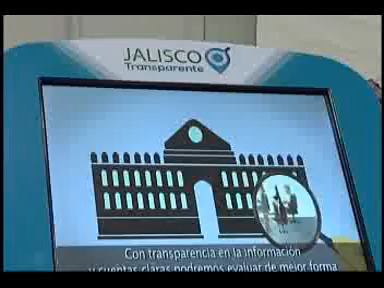 JALISCO
Transparente
Con transparencia en la información
y cuentas claras podremos evaluar de mejor forma